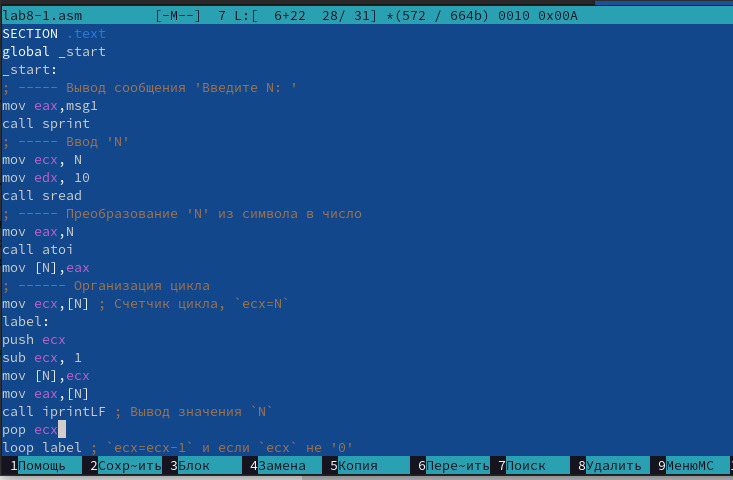 lab8-1.asm [-M--] 7 L:[ 6+22 28/ 31] *(572 / 664b) 0010 0x00A
SECTION .text
global _start
_start:
; ----- Вывод сообщения 'Введите N: '
mov eax,msg1
call sprint
; ----- Ввод 'N'
mov ecx, N
mov edx, 10
call sread
; ----- Преобразование 'N' из символа в число
mov eax,N
call atoi
mov [N],eax
; ------ Организация цикла
mov ecx,[N] ; Счетчик цикла, `ecx=N`
label:
push ecx
sub ecx, 1
mov [N],ecx
mov eax,[N]
call iprintLF ; Вывод значения `N`
pop ecx
loop label ; `ecx=ecx-1` и если `ecx` не '0'
1Помощь 2Сохр~ить 3Блок 4Замена 5Копия 6Пере~ить 7Поиск 8Удалить 9МенюMC